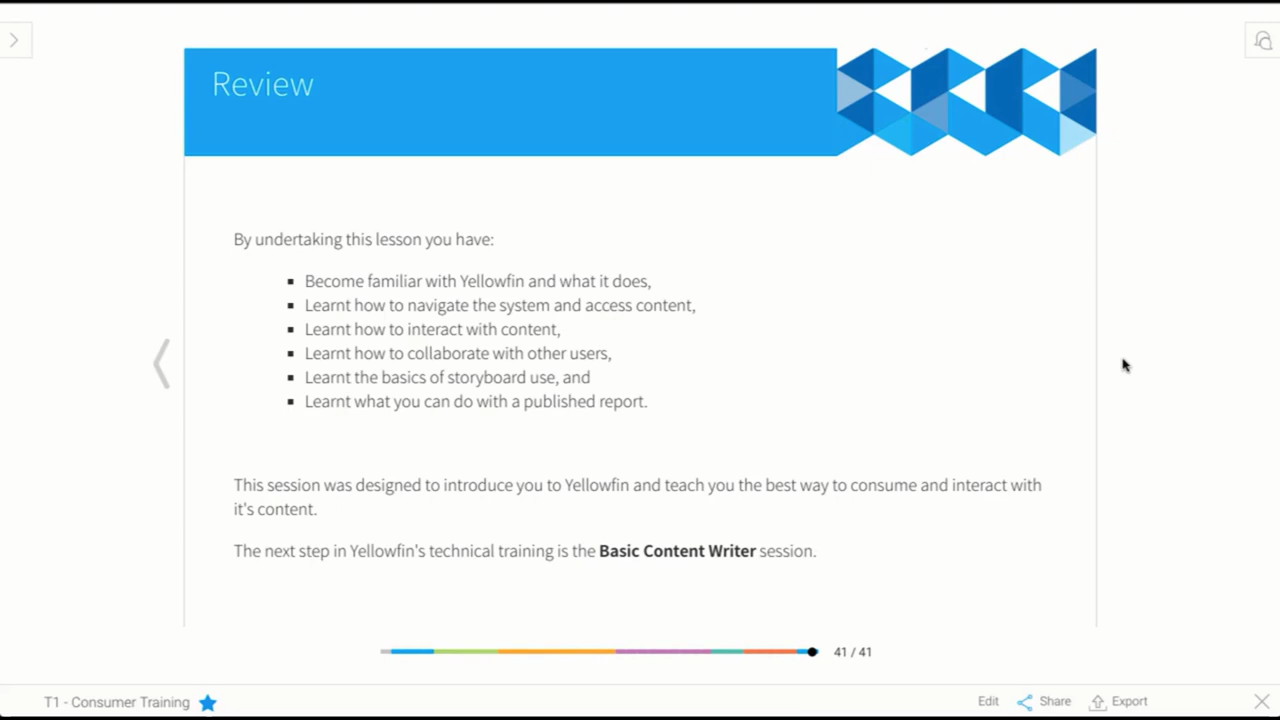 Review
By undertaking this lesson you have:
▪ Become familiar with Yellowfin and what it does,
▪ Learnt how to navigate the system and access content,
▪ Learnt how to interact with content,
▪ Learnt how to collaborate with other users,
▪ Learnt the basics of storyboard use, and
▪ Learnt what you can do with a published report.
This session was designed to introduce you to Yellowfin and teach you the best way to consume and interact with
it's content.
The next step in Yellowfin's technical training is the Basic Content Writer session.
41 / 41
T1 - Consumer Training
Edit Share Export